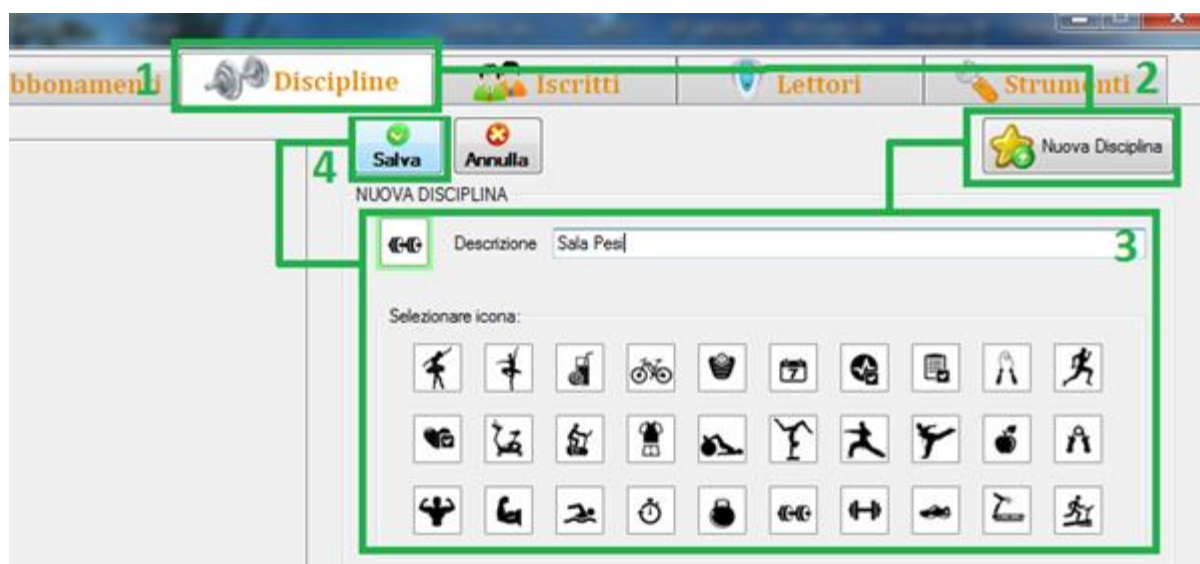 1 bbonamenti Discipline Iscritti Lettori Strumenti 2
4 Salva Annulla Nuova Disciplina
NUOVA DISCIPLINA
Descrizione Sala Pesi 3
Selezionare icona:
7